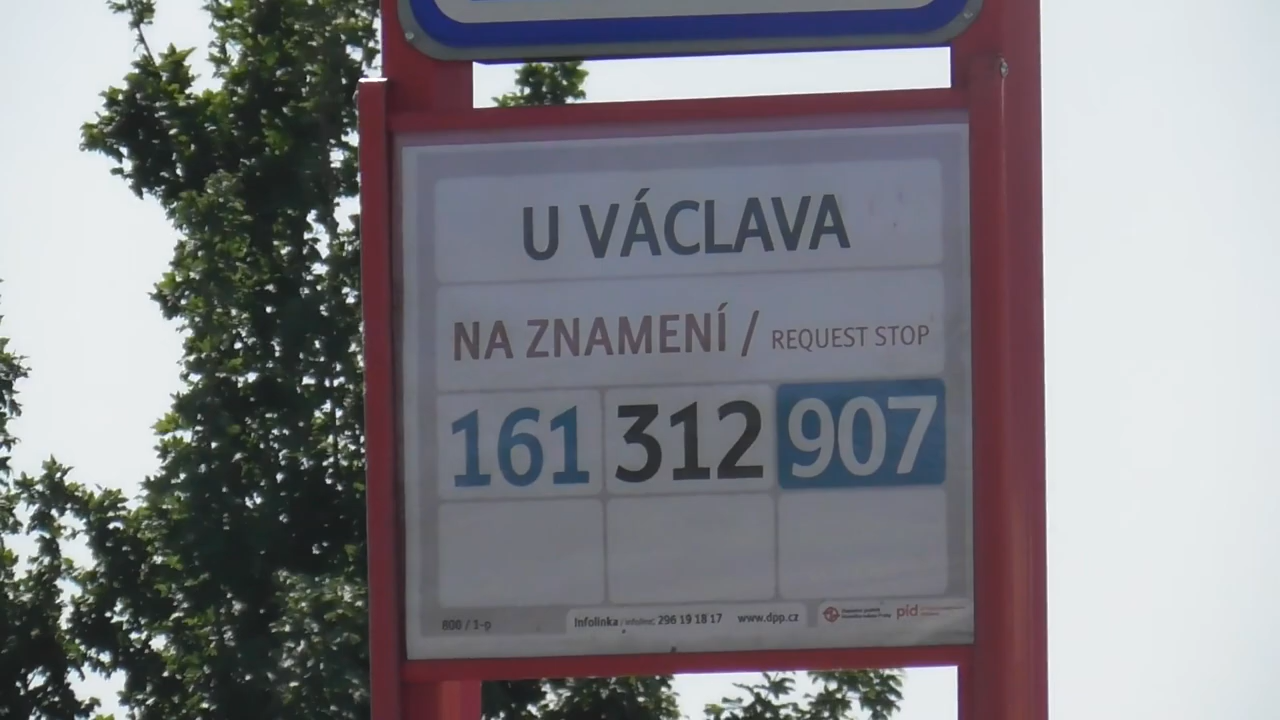 U VÁCLAVA
NA ZNAMENÍ / REQUEST STOP
161 312 907
800 / 1-p Infolinka / infoline: 296 19 18 17 www.dpp.cz pid